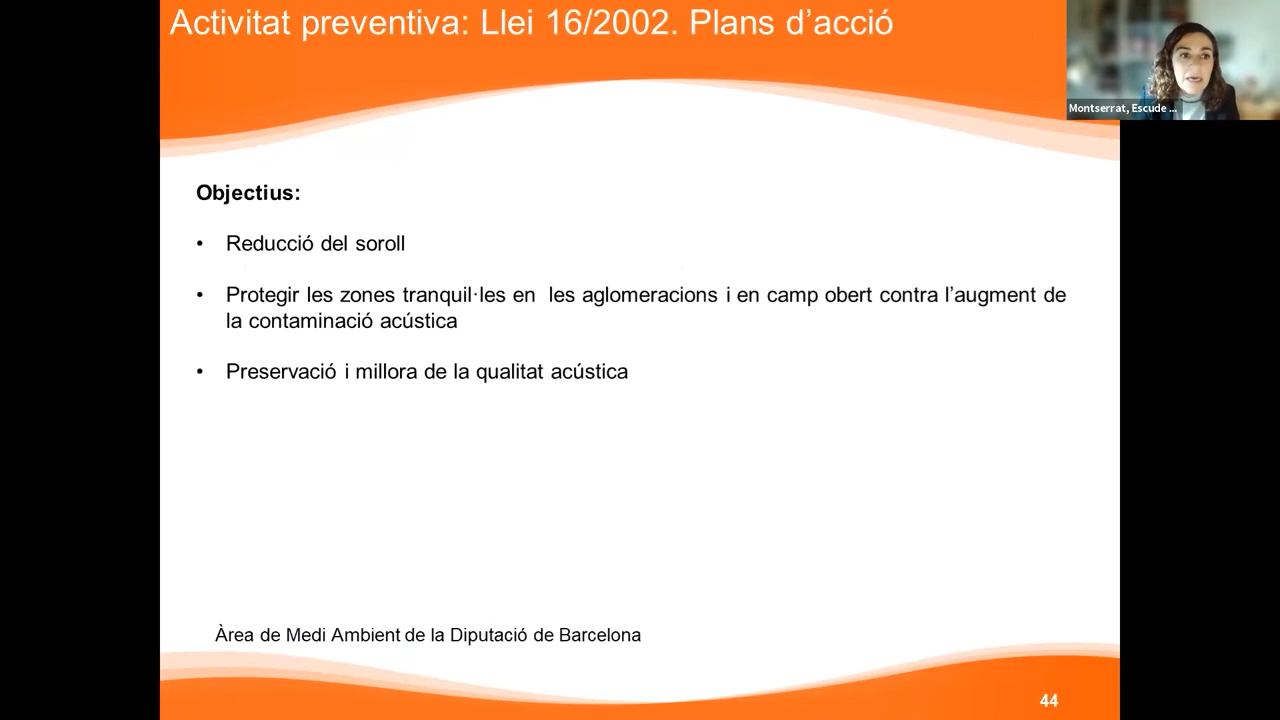 Activitat preventiva: Llei 16/2002. Plans d’acció
Montserrat, Escude ...
Objectius:
• Reducció del soroll
• Protegir les zones tranquil·les en les aglomeracions i en camp obert contra l’augment de
la contaminació acústica
• Preservació i millora de la qualitat acústica
Àrea de Medi Ambient de la Diputació de Barcelona
44